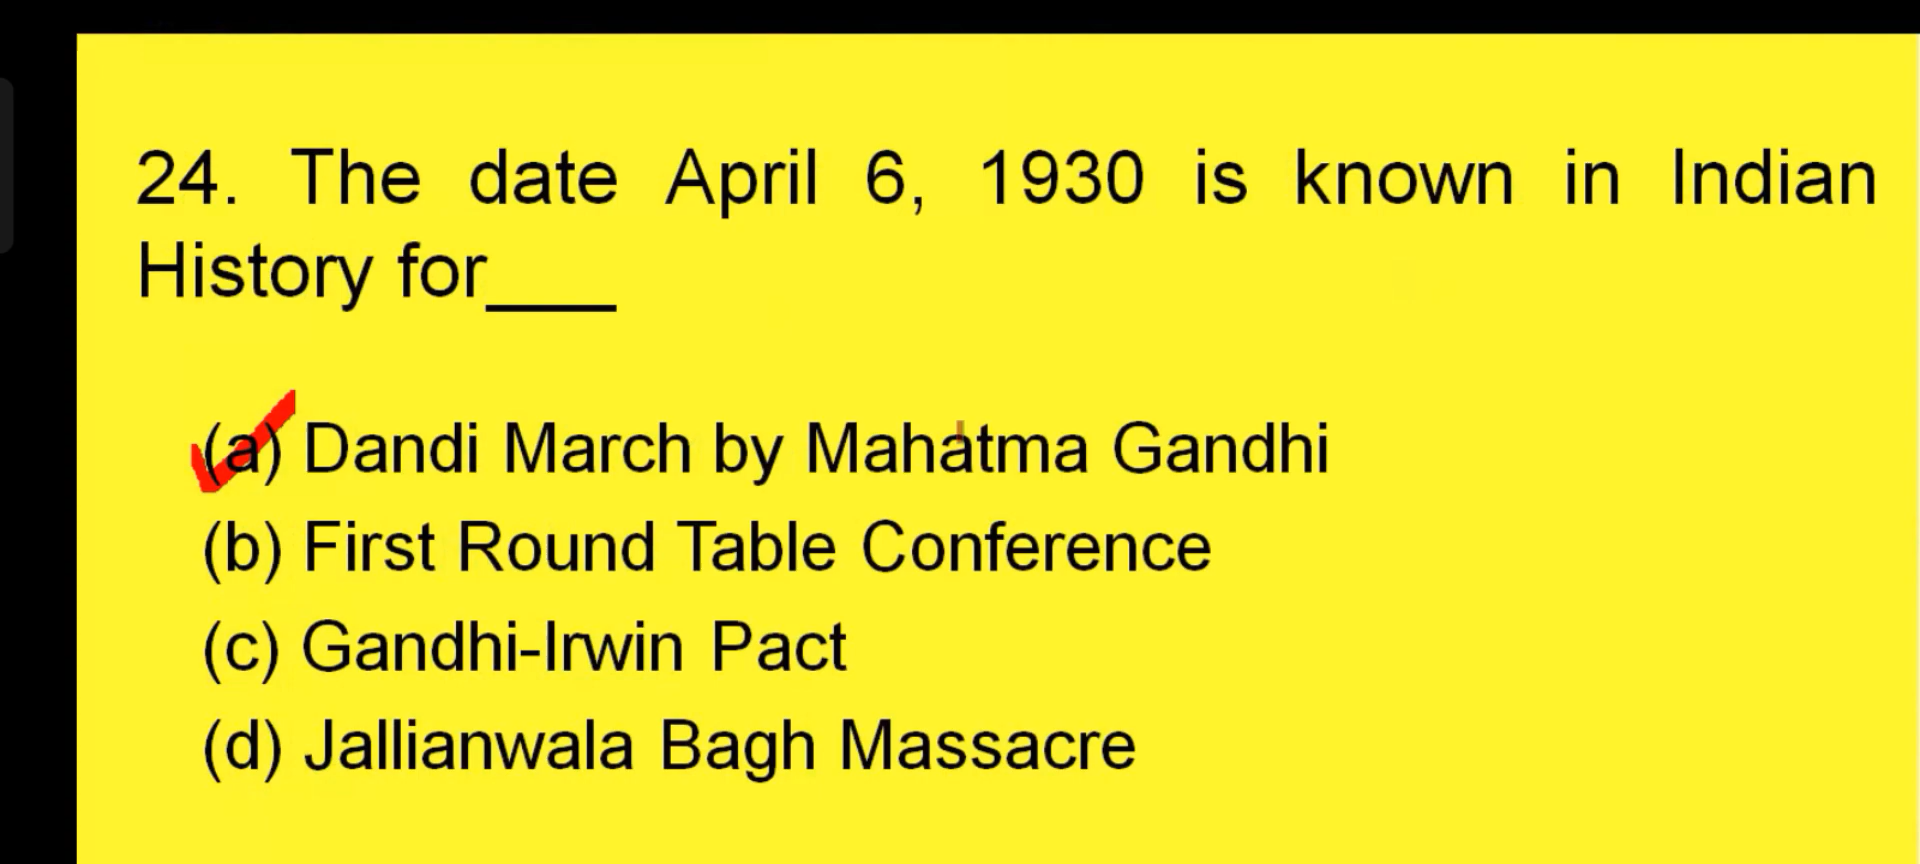 24. The date April 6, 1930 is known in Indian
History for____
(a) Dandi March by Mahatma Gandhi
(b) First Round Table Conference
(c) Gandhi-Irwin Pact
(d) Jallianwala Bagh Massacre